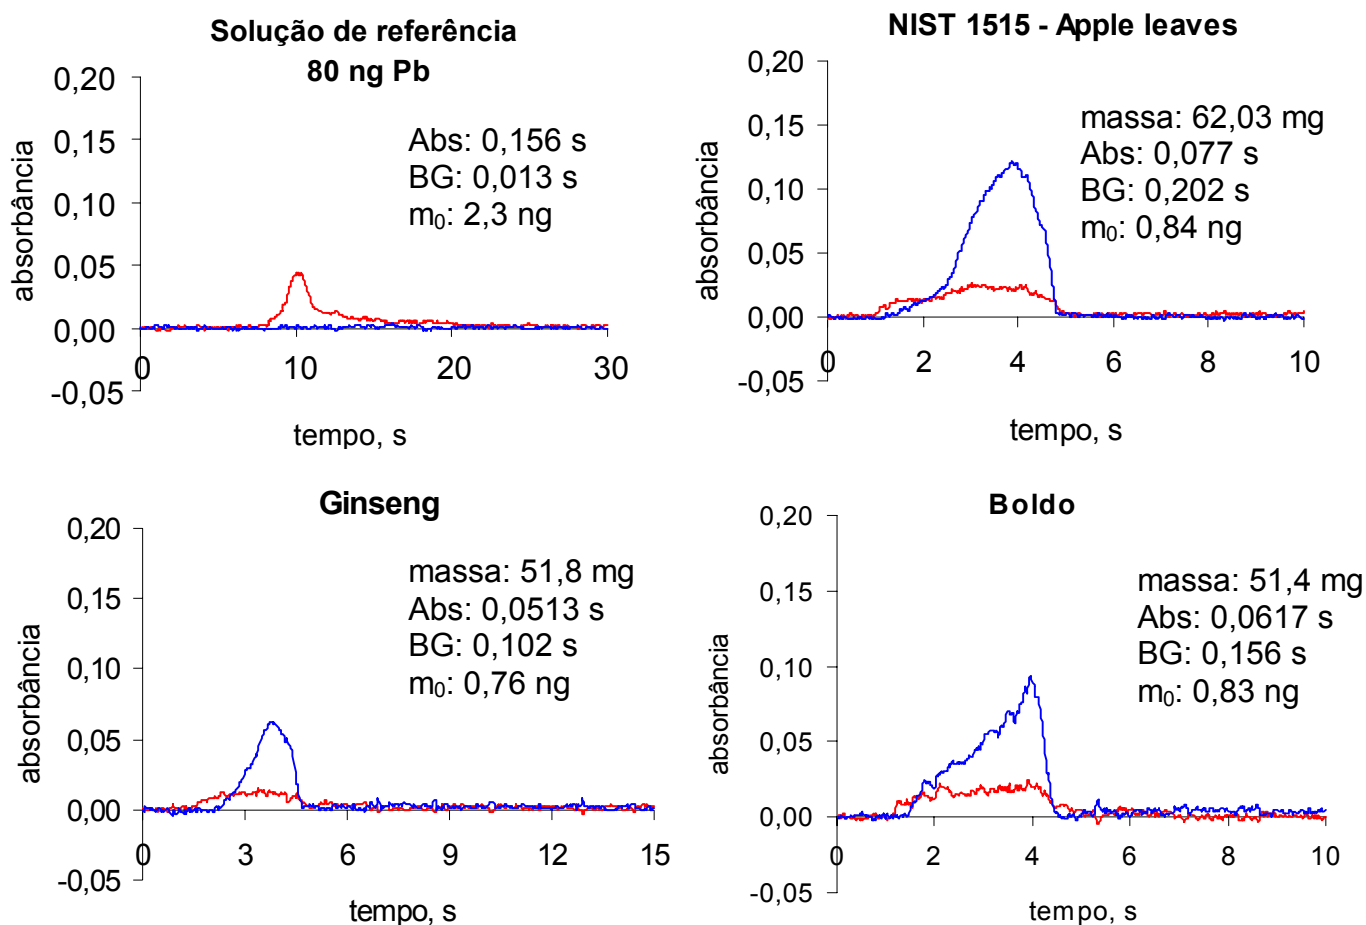 Solução de referência
80 ng Pb
absorbância
0,20
0,15
0,10
0,05
0,00
-0,05
0
10
20
30
tempo, s
Abs: 0,156 s
BG: 0,013 s
m₀: 2,3 ng
NIST 1515 - Apple leaves
absorbância
0,20
0,15
0,10
0,05
0,00
-0,05
0
2
4
6
8
10
tempo, s
massa: 62,03 mg
Abs: 0,077 s
BG: 0,202 s
m₀: 0,84 ng
Ginseng
absorbância
0,20
0,15
0,10
0,05
0,00
-0,05
0
3
6
9
12
15
tempo, s
massa: 51,8 mg
Abs: 0,0513 s
BG: 0,102 s
m₀: 0,76 ng
Boldo
absorbância
0,20
0,15
0,10
0,05
0,00
-0,05
0
2
4
6
8
10
tempo, s
massa: 51,4 mg
Abs: 0,0617 s
BG: 0,156 s
m₀: 0,83 ng